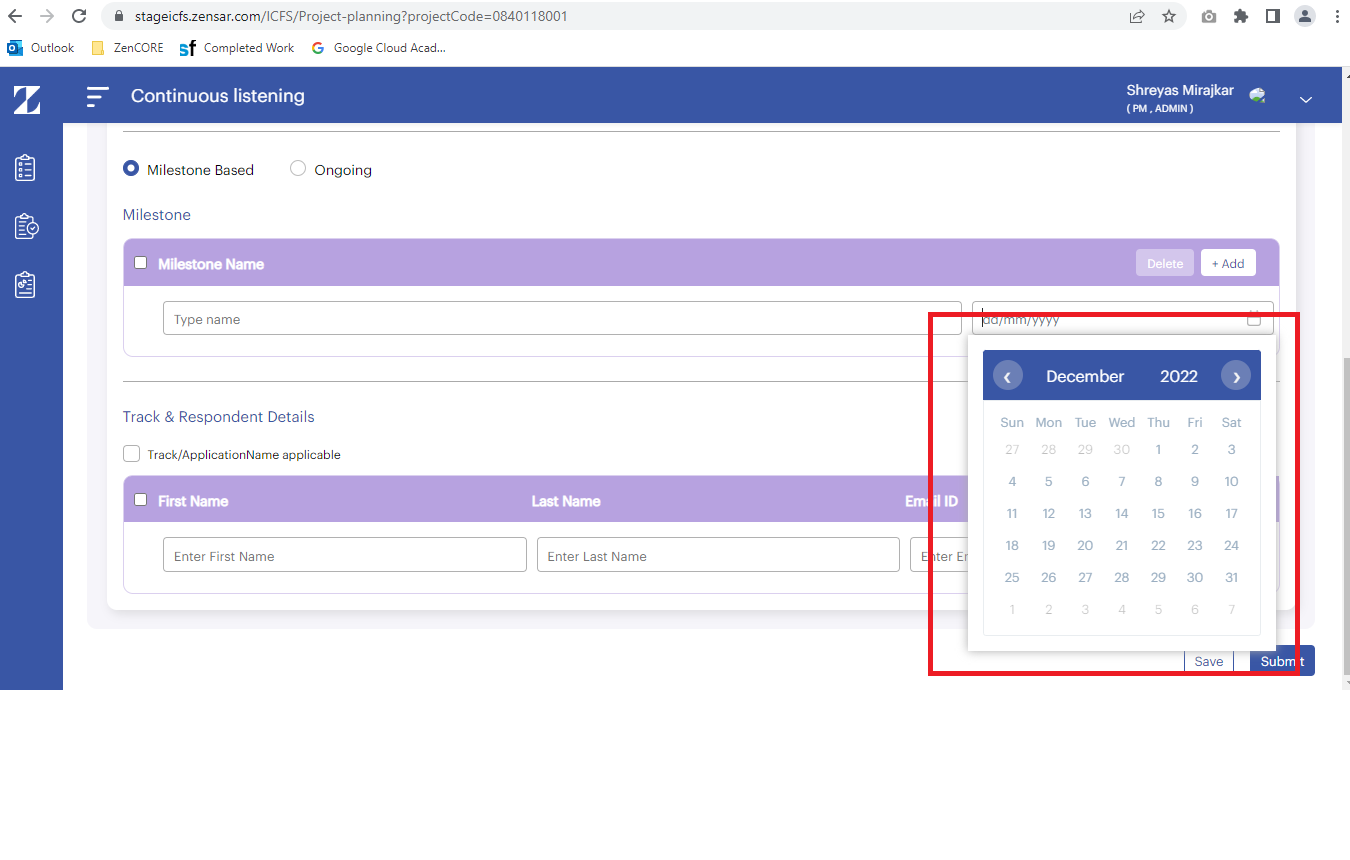 stageicfs.zensar.com/ICFS/Project-planning?projectCode=0840118001
Outlook ZenCORE sf Completed Work Google Cloud Acad...
Continuous listening
Shreyas Mirajkar
( PM , ADMIN )
Milestone Based Ongoing
Milestone
Milestone Name Delete + Add
Type name dd/mm/yyyy
December 2022
Sun Mon Tue Wed Thu Fri Sat
27 28 29 30 1 2 3
4 5 6 7 8 9 10
11 12 13 14 15 16 17
18 19 20 21 22 23 24
25 26 27 28 29 30 31
1 2 3 4 5 6 7
Track & Respondent Details
Track/ApplicationName applicable
First Name Last Name Email ID
Enter First Name Enter Last Name Enter Er
Save Submit